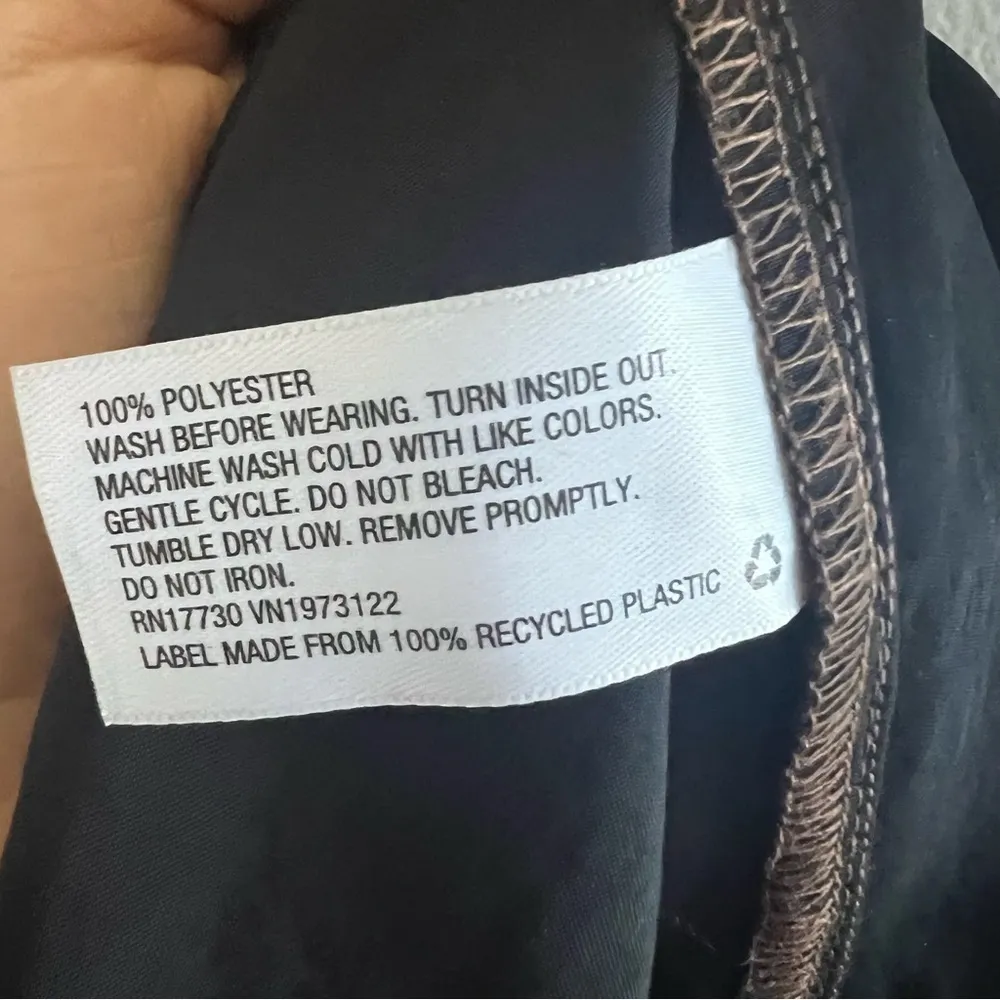 100% POLYESTER
WASH BEFORE WEARING. TURN INSIDE OUT.
MACHINE WASH COLD WITH LIKE COLORS.
GENTLE CYCLE. DO NOT BLEACH.
TUMBLE DRY LOW. REMOVE PROMPTLY.
DO NOT IRON.
RN17730 VN1973122
LABEL MADE FROM 100% RECYCLED PLASTIC